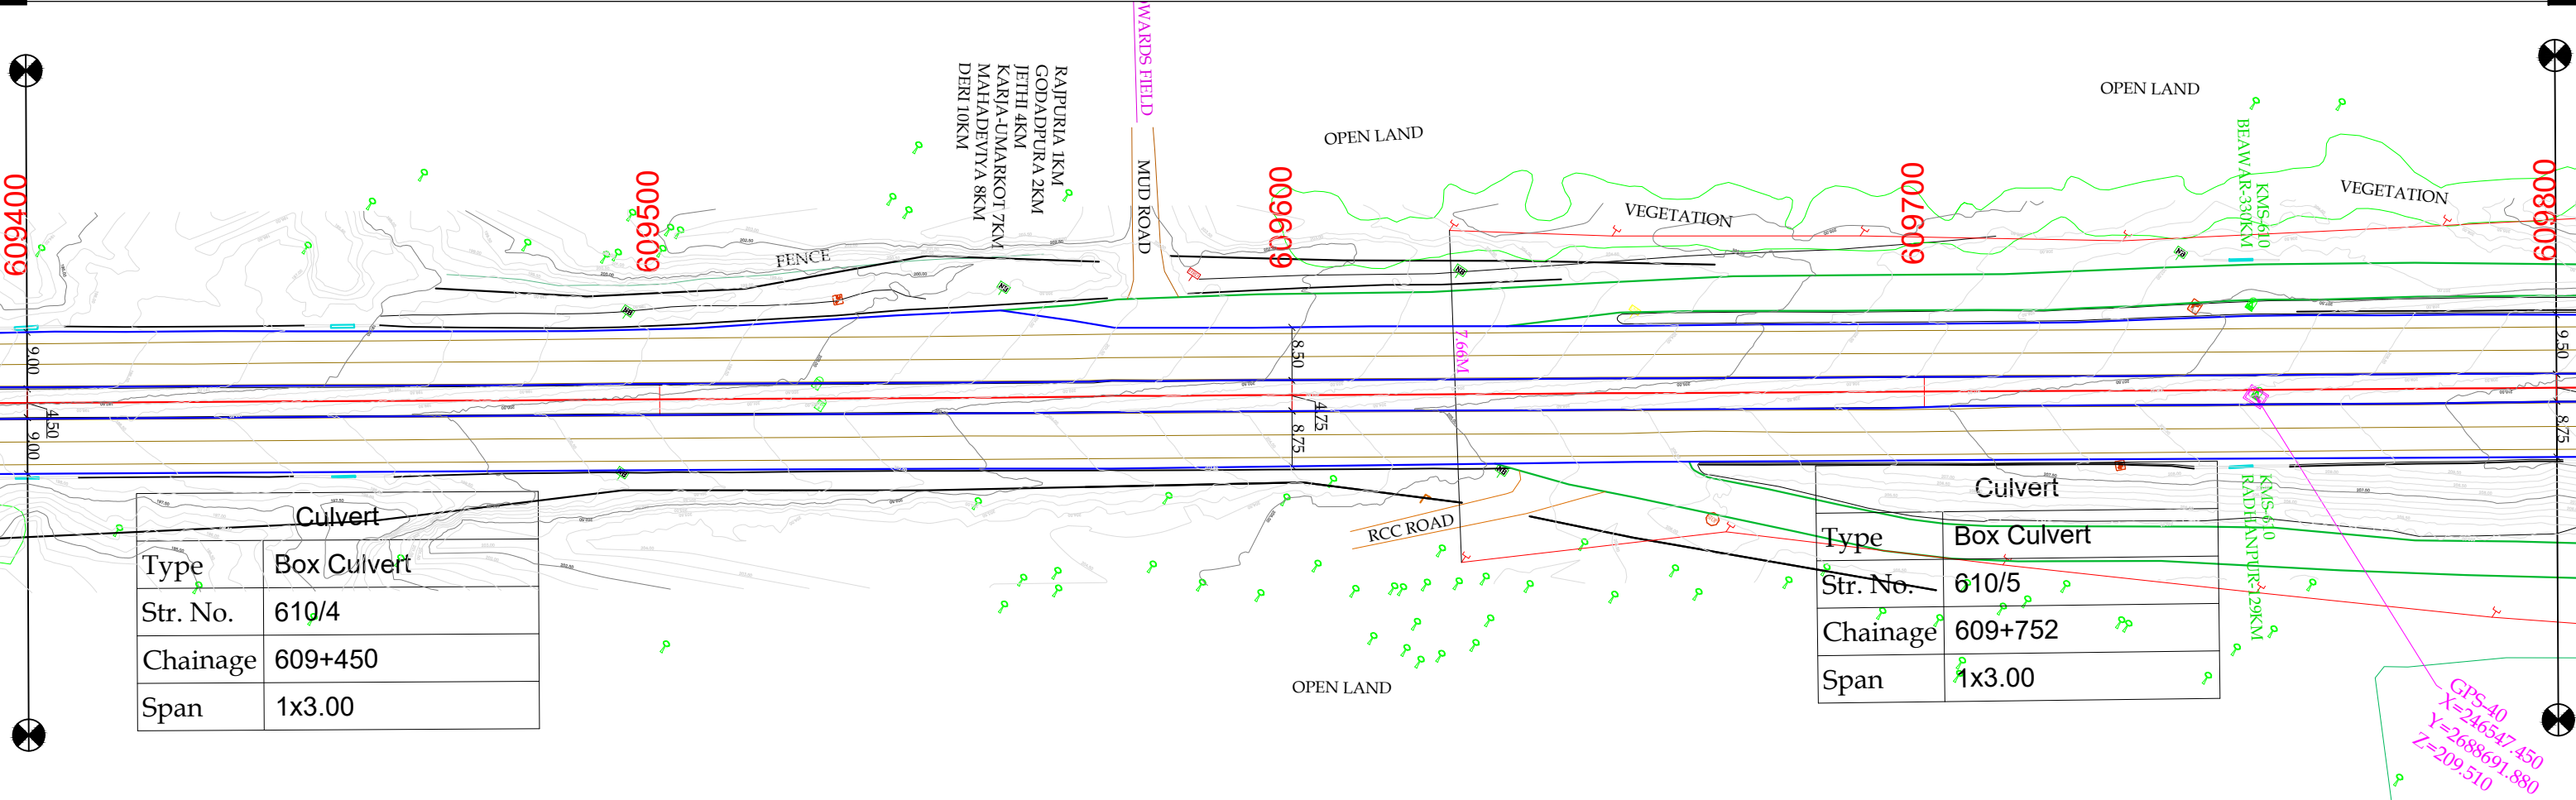 609400
609500
609600
609700
609800
RAJPURIA 1KM
GODADPURA 2KM
JETHI 4KM
KARJA-UMARKOT 7KM
MAHADEVIYA 8KM
DERI 10KM
WARDS FIELD
MUD ROAD
FENCE
OPEN LAND
VEGETATION
OPEN LAND
VEGETATION
KMS-610
BEAWAR-330KM
9.00
4.50
9.00
8.50
4.75
8.75
7.66M
9.50
8.75
RCC ROAD
OPEN LAND
KMS-610
RADHANPUR-129KM
Culvert
Type Box Culvert
Str. No. 610/4
Chainage 609+450
Span 1x3.00
Culvert
Type Box Culvert
Str. No. 610/5
Chainage 609+752
Span 1x3.00
GPS-40
X=246547.450
Y=2688691.880
Z=209.510